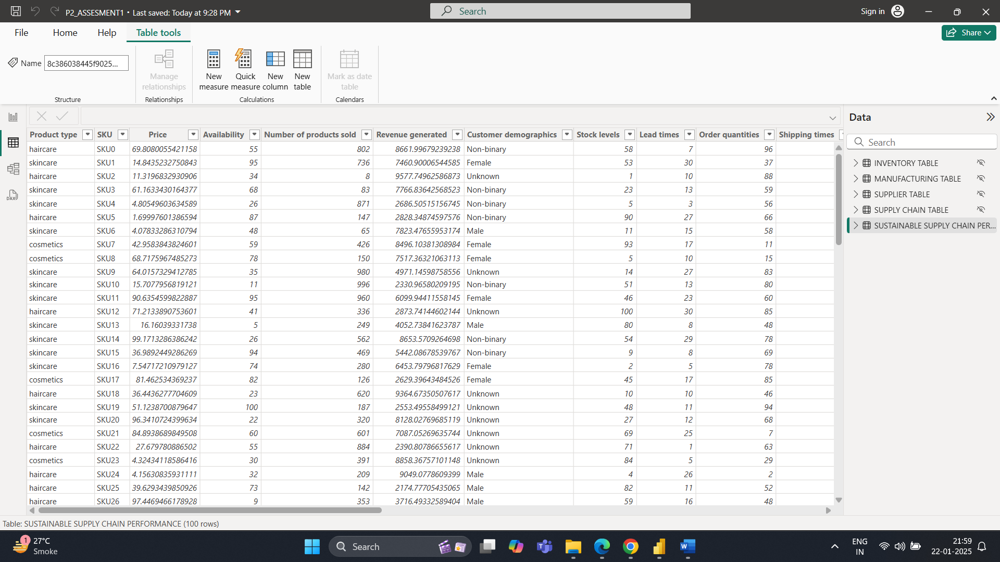 P2_ASSESMENT1 • Last saved: Today at 9:28 PM
Search
Sign in
File Home Help Table tools
Share
Name 8c386038445f9025...
Manage relationships
New measure
Quick measure
New column
New table
Mark as date table
Structure Relationships Calculations Calendars
Product type SKU Price Availability Number of products sold Revenue generated Customer demographics Stock levels Lead times Order quantities Shipping times
haircare SKU0 69.8080055421158 55 802 8661.99679239238 Non-binary 58 7 96
skincare SKU1 14.8435232750843 95 736 7460.90006544585 Female 53 30 37
haircare SKU2 11.3196832930906 34 8 9577.74962586873 Unknown 1 10 88
skincare SKU3 61.1633430164377 68 83 7766.83642568523 Non-binary 23 13 59
skincare SKU4 4.80549603634589 26 871 2686.50515156745 Non-binary 5 3 56
haircare SKU5 1.69997601386594 87 147 2828.34874597576 Non-binary 90 27 66
skincare SKU6 4.07833286310794 48 65 7823.47655953174 Male 11 15 58
cosmetics SKU7 42.9583843824601 59 426 8496.10381308984 Female 93 17 11
cosmetics SKU8 68.7175967485273 78 150 7517.36321063113 Female 5 10 15
skincare SKU9 64.0157329412785 35 980 4971.14598758556 Unknown 14 27 83
skincare SKU10 15.7077956819121 11 996 2330.96580209195 Non-binary 51 13 80
skincare SKU11 90.6354599822887 95 960 6099.94411558145 Female 46 23 60
haircare SKU12 71.2133890753601 41 336 2873.74144602144 Unknown 100 30 85
skincare SKU13 16.16039331738 5 249 4052.73841623787 Male 80 8 48
skincare SKU14 99.1713286386242 26 562 8653.5709264698 Non-binary 54 29 78
skincare SKU15 36.9892449286269 94 469 5442.08678539767 Non-binary 9 8 69
skincare SKU16 7.54717210979127 74 280 6453.79796817629 Female 2 5 78
cosmetics SKU17 81.462534369237 82 126 2629.39643484526 Female 45 17 85
haircare SKU18 36.4436277704609 23 620 9364.67350507617 Unknown 10 10 46
skincare SKU19 51.1238700879647 100 187 2553.49558499121 Unknown 48 11 94
skincare SKU20 96.3410724399634 22 320 8128.02769685119 Unknown 27 12 68
cosmetics SKU21 84.8938689849508 60 601 7087.05269635744 Unknown 69 25 7
haircare SKU22 27.679780886502 55 884 2390.80786655617 Unknown 71 1 63
cosmetics SKU23 4.32434118586416 30 391 8858.36757101148 Unknown 84 5 29
haircare SKU24 4.15630835931111 32 209 9049.0778609399 Male 4 26 2
haircare SKU25 39.6293439850926 73 142 2174.77705435065 Male 82 11 52
haircare SKU26 97.4469466178928 9 353 3716.49332589404 Male 59 16 48
Data
Search
INVENTORY TABLE
MANUFACTURING TABLE
SUPPLIER TABLE
SUPPLY CHAIN TABLE
SUSTAINABLE SUPPLY CHAIN PER...
DAX
Table: SUSTAINABLE SUPPLY CHAIN PERFORMANCE (100 rows)
1
27°C
Smoke
Search
ENG
IN
21:59
22-01-2025